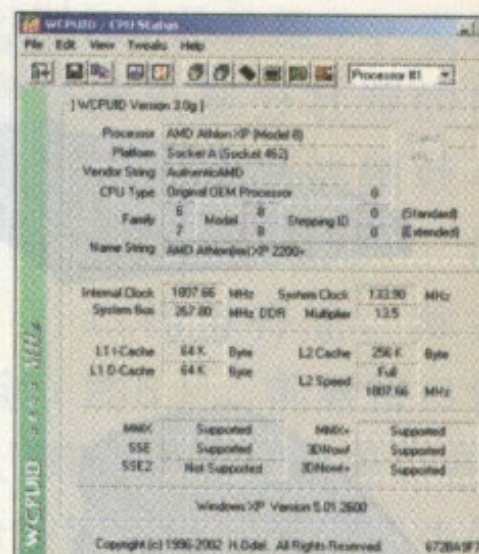 WCPUID / CPU Status
File Edit View Tweaks Help
Processor #1
[ WCPUID Version 3.0g ]
Processor AMD Athlon XP (Model 8)
Platform Socket A (Socket 462)
Vendor String AuthenticAMD
CPU Type Original OEM Processor 0
Family 6 Model 8 Stepping ID 0 (Standard)
7 8 0 (Extended)
Name String AMD Athlon(tm) XP 2200+
Internal Clock 1807.66 MHz System Clock 133.90 MHz
System Bus 267.80 MHz DDR Multiplier 13.5
L1 I-Cache 64 K Byte L2 Cache 256 K Byte
L1 D-Cache 64 K Byte L2 Speed Full
1807.66 MHz
MMX Supported MMX+ Supported
SSE Supported 3DNow! Supported
SSE2 Not Supported 3DNow!+ Supported
Windows XP Version 5.01.2600
Copyright (c) 1996-2002 H.Oda! All Rights Reserved. 6728A9F7
WCPUID